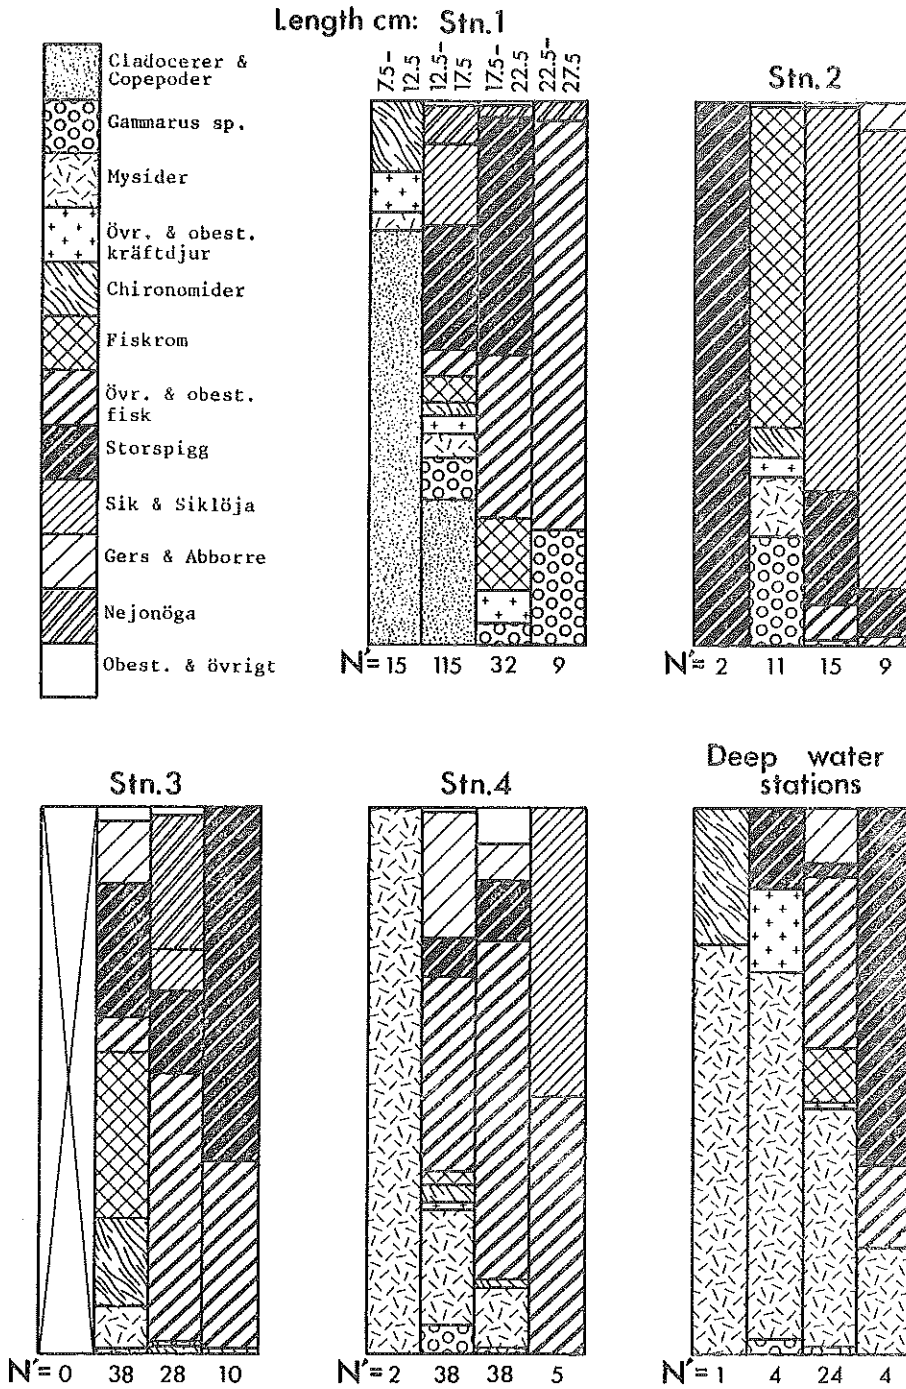 Length cm: Stn.1
7.5–
12.5
12.5–
17.5
17.5–
22.5
22.5–
27.5
Stn.2
Cladocerer &
Copepoder
Gammarus sp.
Mysider
Övr. & obest.
kräftdjur
Chironomider
Fiskrom
Övr. & obest.
fisk
Storspigg
Sik & Siklöja
Gers & Abborre
Nejonöga
Obest. & övrigt
N'= 15 115 32 9
N'= 2 11 15 9
Stn.3
Stn.4
Deep water
stations
N'= 0 38 28 10
N'= 2 38 38 5
N'= 1 4 24 4